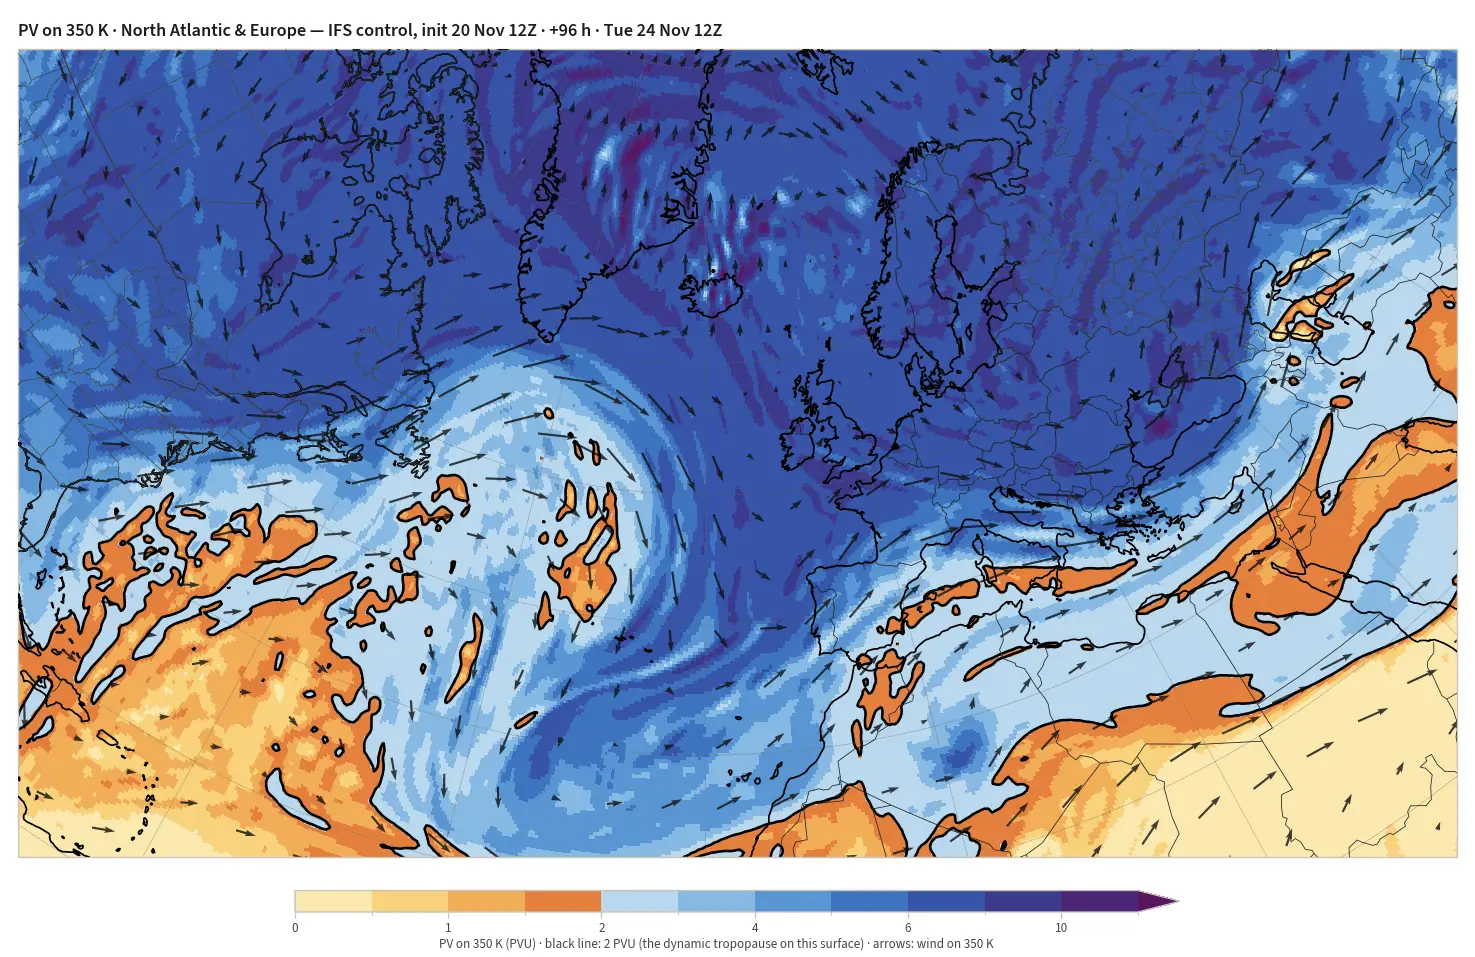 PV on 350 K · North Atlantic & Europe — IFS control, init 20 Nov 12Z · +96 h · Tue 24 Nov 12Z
0 1 2 4 6 10
PV on 350 K (PVU) · black line: 2 PVU (the dynamic tropopause on this surface) · arrows: wind on 350 K